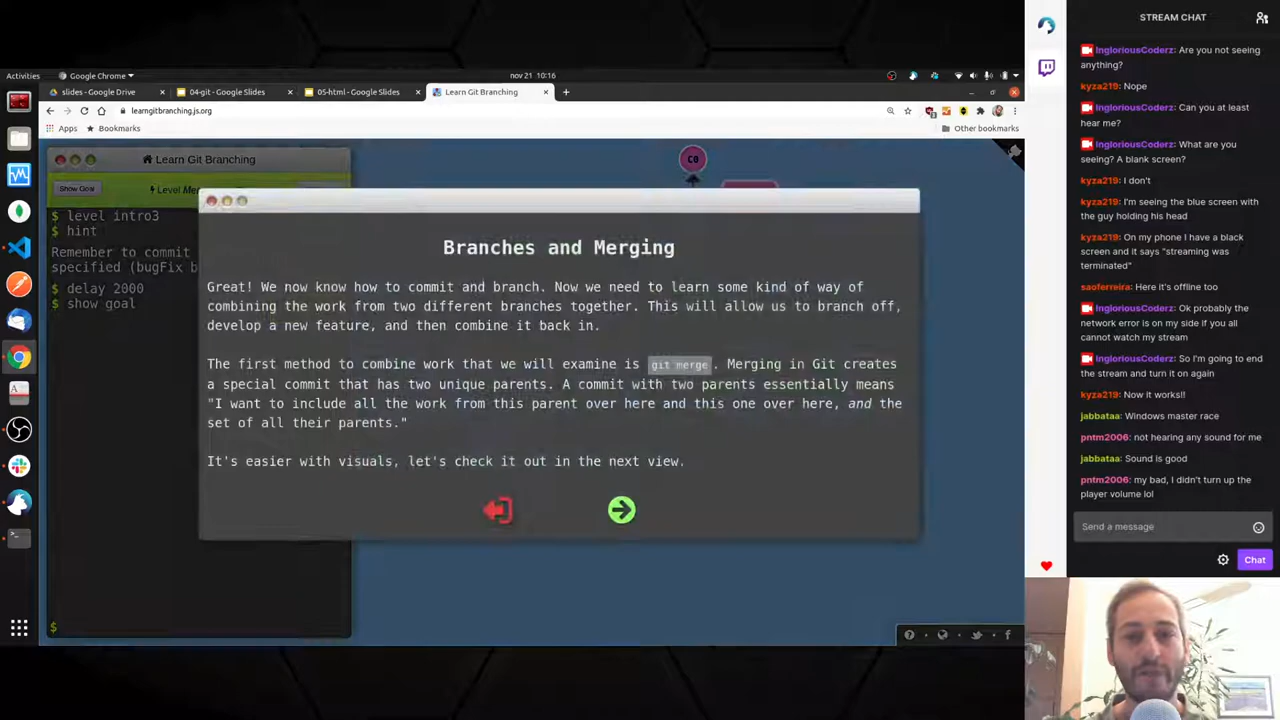 STREAM CHAT
Activities
Google Chrome
nov 21 10:16
slides - Google Drive
04-git - Google Slides
05-html - Google Slides
Learn Git Branching
learngitbranching.js.org
Apps
Bookmarks
Other bookmarks
Learn Git Branching
Show Goal
Level Me
$ level intro3
$ hint
Remember to commit
specified (bugFix b
$ delay 2000
$ show goal
$
C0
Branches and Merging
Great! We now know how to commit and branch. Now we need to learn some kind of way of
combining the work from two different branches together. This will allow us to branch off,
develop a new feature, and then combine it back in.
The first method to combine work that we will examine is git merge. Merging in Git creates
a special commit that has two unique parents. A commit with two parents essentially means
"I want to include all the work from this parent over here and this one over here, and the
set of all their parents."
It's easier with visuals, let's check it out in the next view.
IngloriousCoderz: Are you not seeing
anything?
kyza219: Nope
IngloriousCoderz: Can you at least
hear me?
IngloriousCoderz: What are you
seeing? A blank screen?
kyza219: I don't
kyza219: I'm seeing the blue screen with
the guy holding his head
kyza219: On my phone I have a black
screen and it says "streaming was
terminated"
saoferreira: Here it's offline too
IngloriousCoderz: Ok probably the
network error is on my side if you all
cannot watch my stream
IngloriousCoderz: So I'm going to end
the stream and turn it on again
kyza219: Now it works!!
jabbataa: Windows master race
pntm2006: not hearing any sound for me
jabbataa: Sound is good
pntm2006: my bad, I didn't turn up the
player volume lol
Send a message
Chat